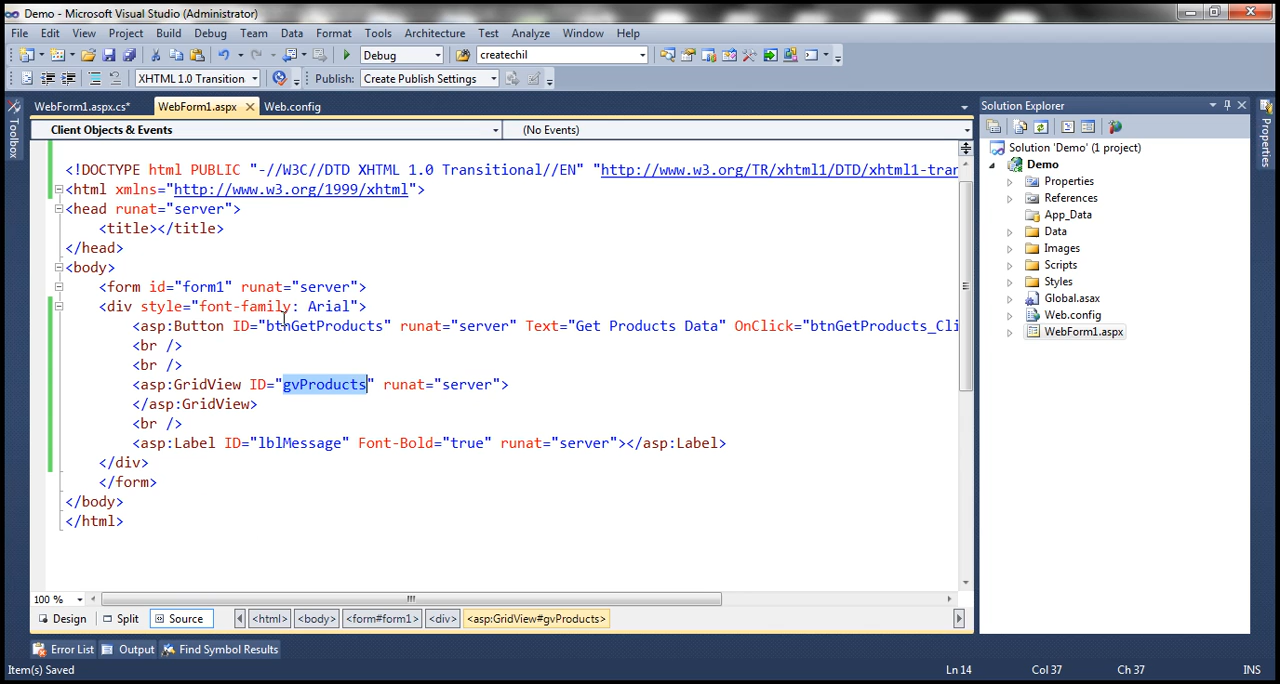 Demo - Microsoft Visual Studio (Administrator)
File Edit View Project Build Debug Team Data Format Tools Architecture Test Analyze Window Help
Debug createchil
XHTML 1.0 Transition Publish: Create Publish Settings
WebForm1.aspx.cs* WebForm1.aspx Web.config
Client Objects & Events (No Events)
Toolbox
<!DOCTYPE html PUBLIC "-//W3C//DTD XHTML 1.0 Transitional//EN" "http://www.w3.org/TR/xhtml1/DTD/xhtml1-tran
<html xmlns="http://www.w3.org/1999/xhtml">
<head runat="server">
<title></title>
</head>
<body>
<form id="form1" runat="server">
<div style="font-family: Arial">
<asp:Button ID="btnGetProducts" runat="server" Text="Get Products Data" OnClick="btnGetProducts_Cli
<br />
<br />
<asp:GridView ID="gvProducts" runat="server">
</asp:GridView>
<br />
<asp:Label ID="lblMessage" Font-Bold="true" runat="server"></asp:Label>
</div>
</form>
</body>
</html>
100 %
Design Split Source <html> <body> <form#form1> <div> <asp:GridView#gvProducts>
Solution Explorer
Solution 'Demo' (1 project)
Demo
Properties
References
App_Data
Data
Images
Scripts
Styles
Global.asax
Web.config
WebForm1.aspx
Properties
Error List Output Find Symbol Results
Item(s) Saved Ln 14 Col 37 Ch 37 INS